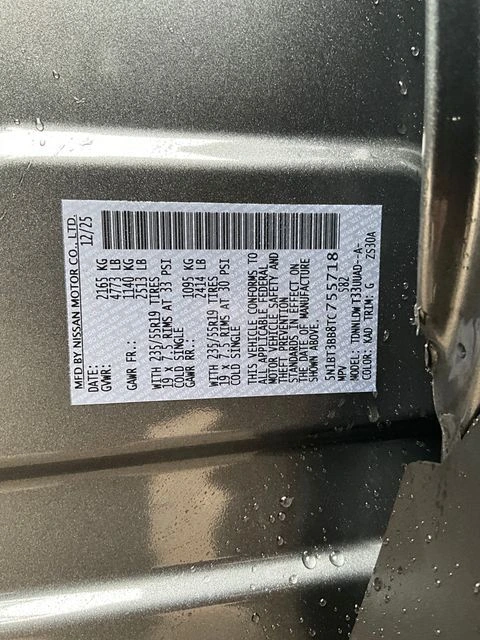 MFD BY NISSAN MOTOR CO., LTD.
DATE: 12/25
GVWR: 2165 KG
4773 LB
GAWR FR.: 1140 KG
2513 LB
WITH 235/55R19 TIRES
19 X 7.5 RIMS AT 33 PSI
COLD SINGLE
GAWR RR.: 1095 KG
2414 LB
WITH 235/55R19 TIRES
19 X 7.5 RIMS AT 30 PSI
COLD SINGLE
THIS VEHICLE CONFORMS TO
ALL APPLICABLE FEDERAL
MOTOR VEHICLE SAFETY AND
THEFT PREVENTION
STANDARDS IN EFFECT ON
THE DATE OF MANUFACTURE
SHOWN ABOVE.
5N1BT3BB8TC755718
MPV 582
MODEL: TDWNLDWT33UUAD--A-
COLOR: KAD TRIM: G ZS30A